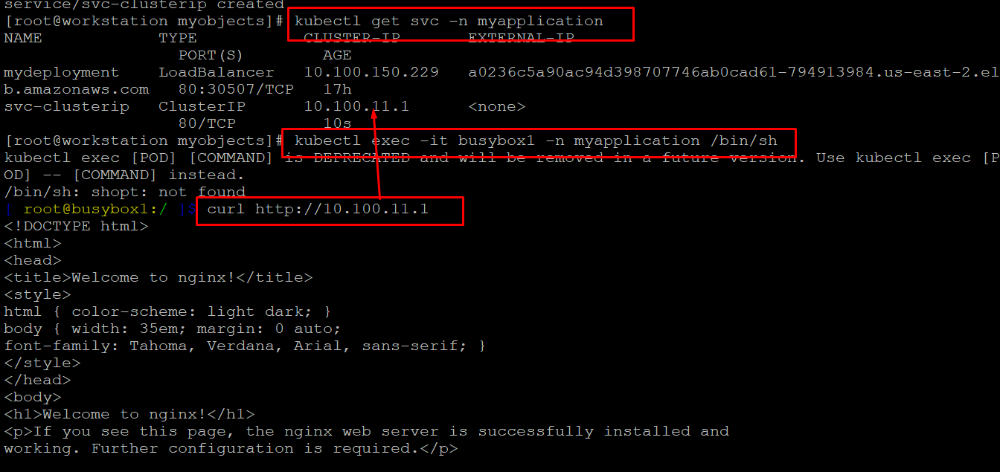 service/svc-clusterip created
[root@workstation myobjects]# kubectl get svc -n myapplication
NAME TYPE CLUSTER-IP EXTERNAL-IP
PORT(S) AGE
mydeployment LoadBalancer 10.100.150.229 a0236c5a90ac94d398707746ab0cad61-794913984.us-east-2.el
b.amazonaws.com 80:30507/TCP 17h
svc-clusterip ClusterIP 10.100.11.1 <none>
80/TCP 10s
[root@workstation myobjects]# kubectl exec -it busybox1 -n myapplication /bin/sh
kubectl exec [POD] [COMMAND] is DEPRECATED and will be removed in a future version. Use kubectl exec [P
OD] -- [COMMAND] instead.
/bin/sh: shopt: not found
[ root@busybox1:/ ]$ curl http://10.100.11.1
<!DOCTYPE html>
<html>
<head>
<title>Welcome to nginx!</title>
<style>
html { color-scheme: light dark; }
body { width: 35em; margin: 0 auto;
font-family: Tahoma, Verdana, Arial, sans-serif; }
</style>
</head>
<body>
<h1>Welcome to nginx!</h1>
<p>If you see this page, the nginx web server is successfully installed and
working. Further configuration is required.</p>